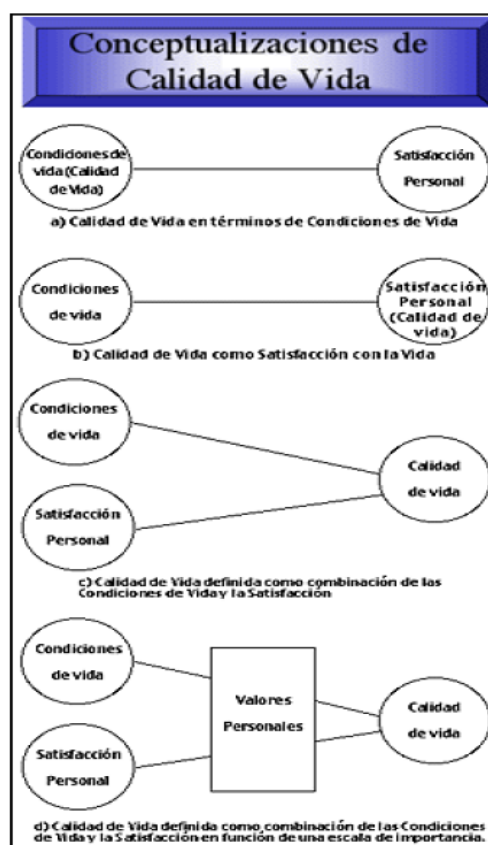 Conceptualizaciones de
Calidad de Vida
Condiciones de
vida (Calidad
de Vida)
Satisfacción
Personal
a) Calidad de Vida en términos de Condiciones de Vida
Condiciones
de vida
Satisfacción
Personal
(Calidad de
vida)
b) Calidad de Vida como Satisfacción con la Vida
Condiciones
de vida
Satisfacción
Personal
Calidad
de vida
c) Calidad de Vida definida como combinación de las
Condiciones de Vida y la Satisfacción
Condiciones
de vida
Satisfacción
Personal
Valores
Personales
Calidad
de vida
d) Calidad de Vida definida como combinación de las Condiciones
de Vida y la Satisfacción en función de una escala de importancia.